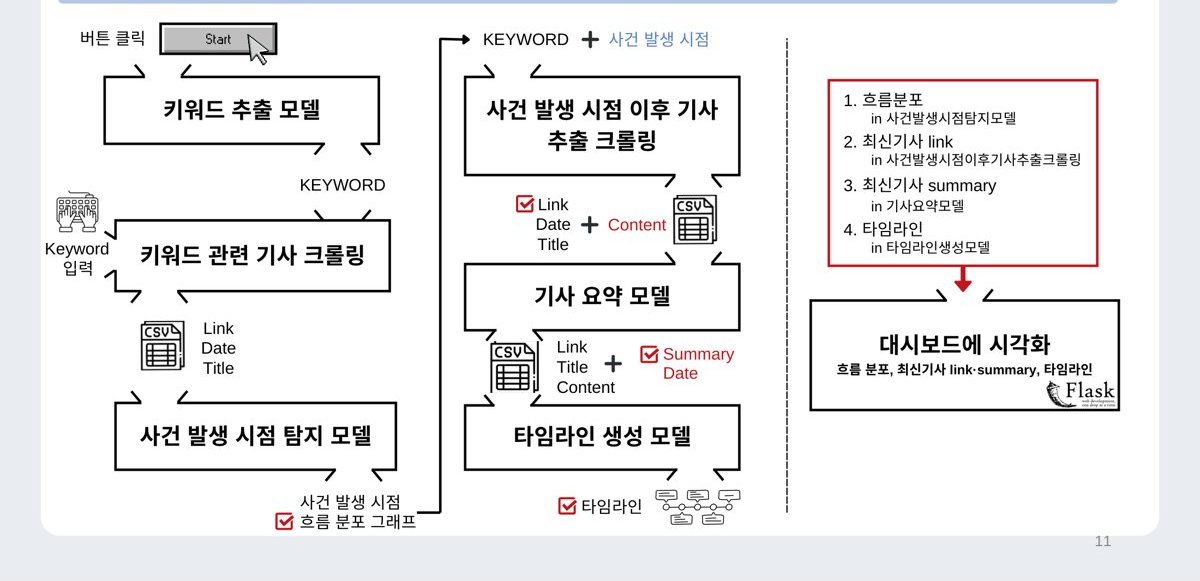 버튼 클릭
Start
키워드 추출 모델
KEYWORD
Keyword
입력
키워드 관련 기사 크롤링
CSV
Link
Date
Title
사건 발생 시점 탐지 모델
사건 발생 시점
흐름 분포 그래프
KEYWORD + 사건 발생 시점
사건 발생 시점 이후 기사
추출 크롤링
Link
Date + Content
Title
CSV
기사 요약 모델
CSV
Link
Title
Content
+
Summary
Date
타임라인 생성 모델
타임라인
1. 흐름분포
in 사건발생시점탐지모델
2. 최신기사 link
in 사건발생시점이후기사추출크롤링
3. 최신기사 summary
in 기사요약모델
4. 타임라인
in 타임라인생성모델
대시보드에 시각화
흐름 분포, 최신기사 link·summary, 타임라인
Flask
11